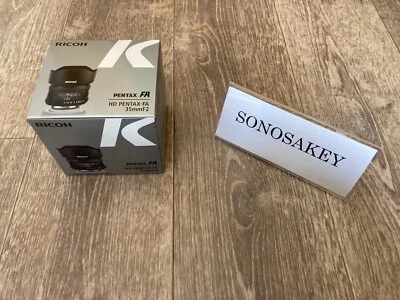 RICOH
PENTAX FA
HD PENTAX-FA
35mmF2
RICOH
PENTAX FA
SONOSAKEY